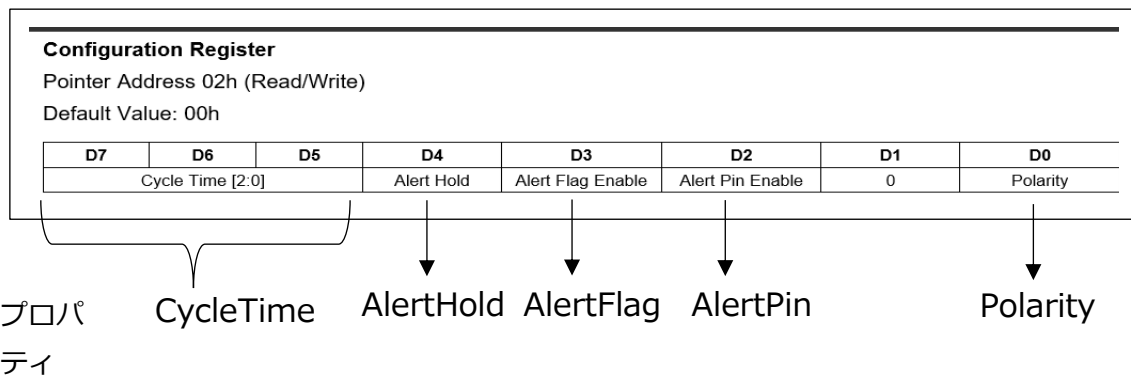 Configuration Register
Pointer Address 02h (Read/Write)
Default Value: 00h
D7 D6 D5 D4 D3 D2 D1 D0
Cycle Time [2:0] Alert Hold Alert Flag Enable Alert Pin Enable 0 Polarity
プロパ CycleTime AlertHold AlertFlag AlertPin Polarity
ティ